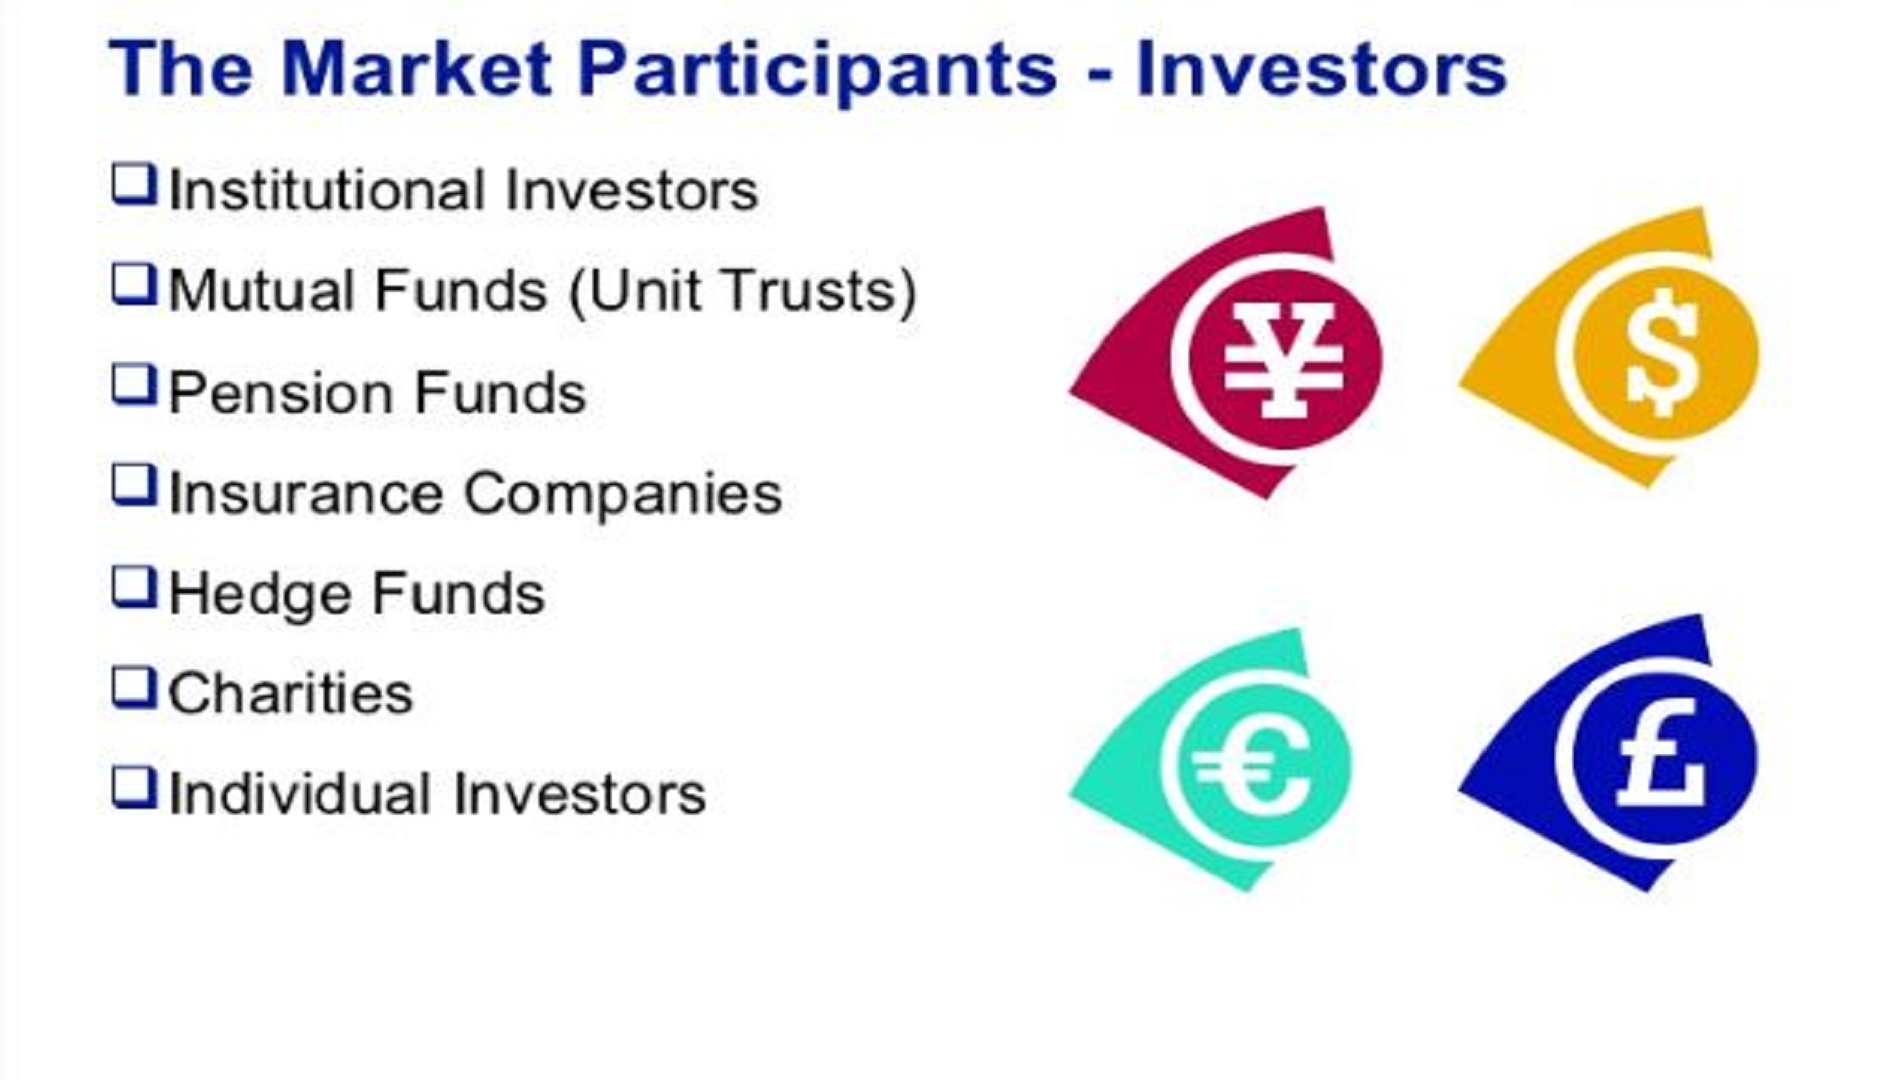 The Market Participants - Investors
Institutional Investors
Mutual Funds (Unit Trusts)
Pension Funds
Insurance Companies
Hedge Funds
Charities
Individual Investors
¥
$
€
£